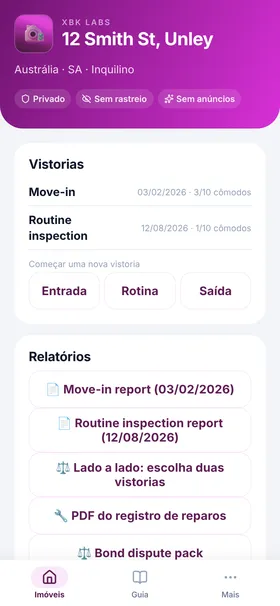 XBK LABS
12 Smith St, Unley
Austrália · SA · Inquilino
Privado
Sem rastreio
Sem anúncios
Vistorias
Move-in
03/02/2026 · 3/10 cômodos
Routine
inspection
12/08/2026 · 1/10 cômodos
Começar uma nova vistoria
Entrada
Rotina
Saída
Relatórios
📄 Move-in report (03/02/2026)
📄 Routine inspection report
(12/08/2026)
⚖️ Lado a lado: escolha duas
vistorias
🔧 PDF do registro de reparos
⚖️ Bond dispute pack
Imóveis
Guia
Mais